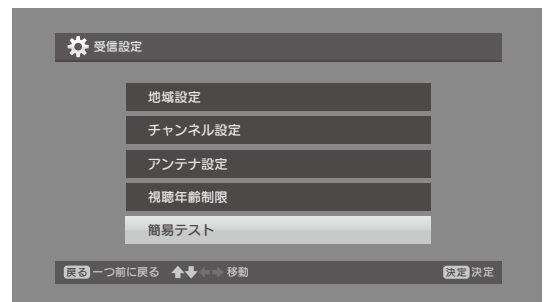 受信設定
地域設定
チャンネル設定
アンテナ設定
視聴年齢制限
簡易テスト
戻る 一つ前に戻る 移動 決定 決定